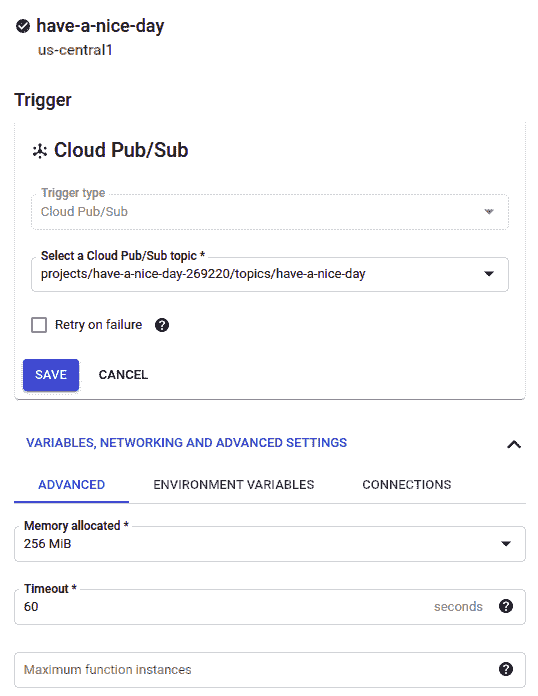 have-a-nice-day
us-central1
Trigger
Cloud Pub/Sub
Trigger type
Cloud Pub/Sub
Select a Cloud Pub/Sub topic *
projects/have-a-nice-day-269220/topics/have-a-nice-day
Retry on failure ?
SAVE CANCEL
VARIABLES, NETWORKING AND ADVANCED SETTINGS
ADVANCED ENVIRONMENT VARIABLES CONNECTIONS
Memory allocated *
256 MiB
Timeout *
60 seconds ?
Maximum function instances ?